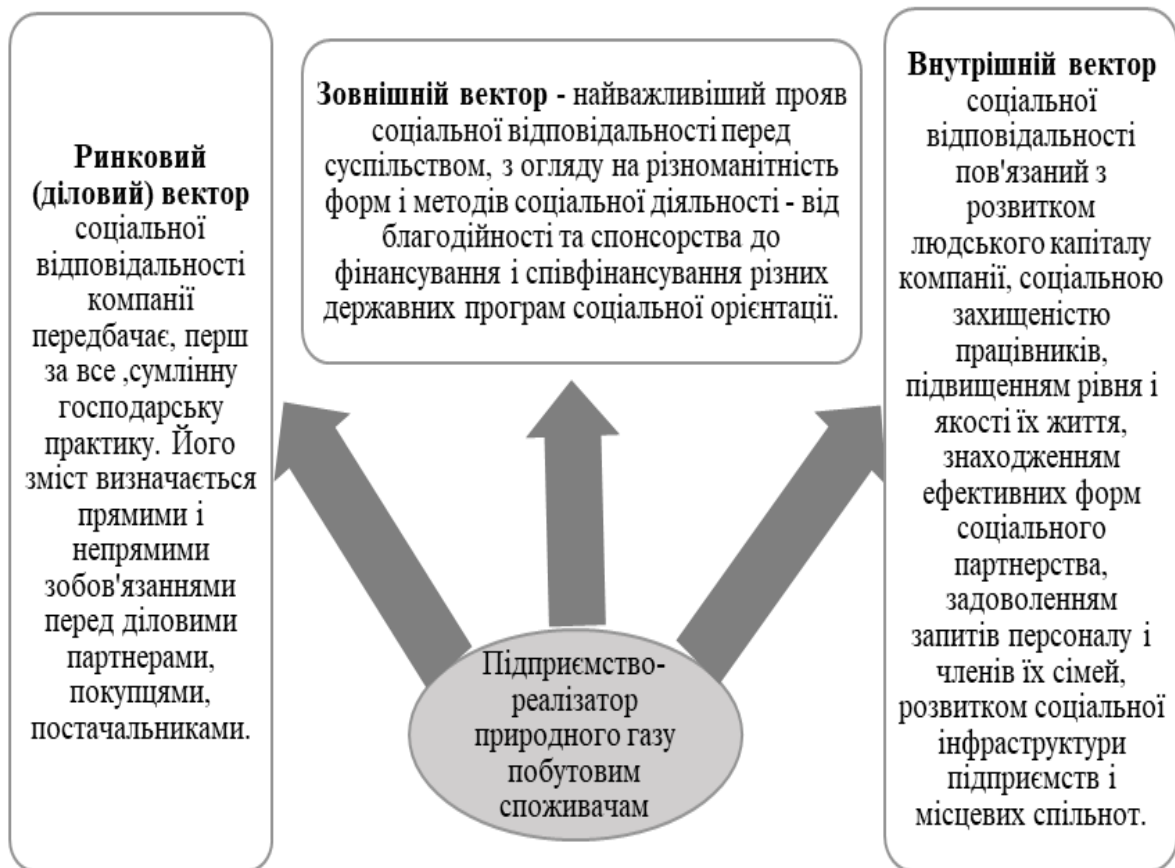 Ринковий
(діловий) вектор
соціальної
відповідальності
компанії
передбачає, перш
за все ,сумлінну
господарську
практику. Його
зміст визначається
прямими і
непрямими
зобов'язаннями
перед діловими
партнерами,
покупцями,
постачальниками.
Зовнішній вектор - найважливіший прояв
соціальної відповідальності перед
суспільством, з огляду на різноманітність
форм і методів соціальної діяльності - від
благодійності та спонсорства до
фінансування і співфінансування різних
державних програм соціальної орієнтації.
Внутрішній вектор
соціальної
відповідальності
пов'язаний з
розвитком
людського капіталу
компанії, соціальною
захищеністю
працівників,
підвищенням рівня і
якості їх життя,
знаходженням
ефективних форм
соціального
партнерства,
задоволенням
запитів персоналу і
членів їх сімей,
розвитком соціальної
інфраструктури
підприємств і
місцевих спільнот.
Підприємство-
реалізатор
природного газу
побутовим
споживачам